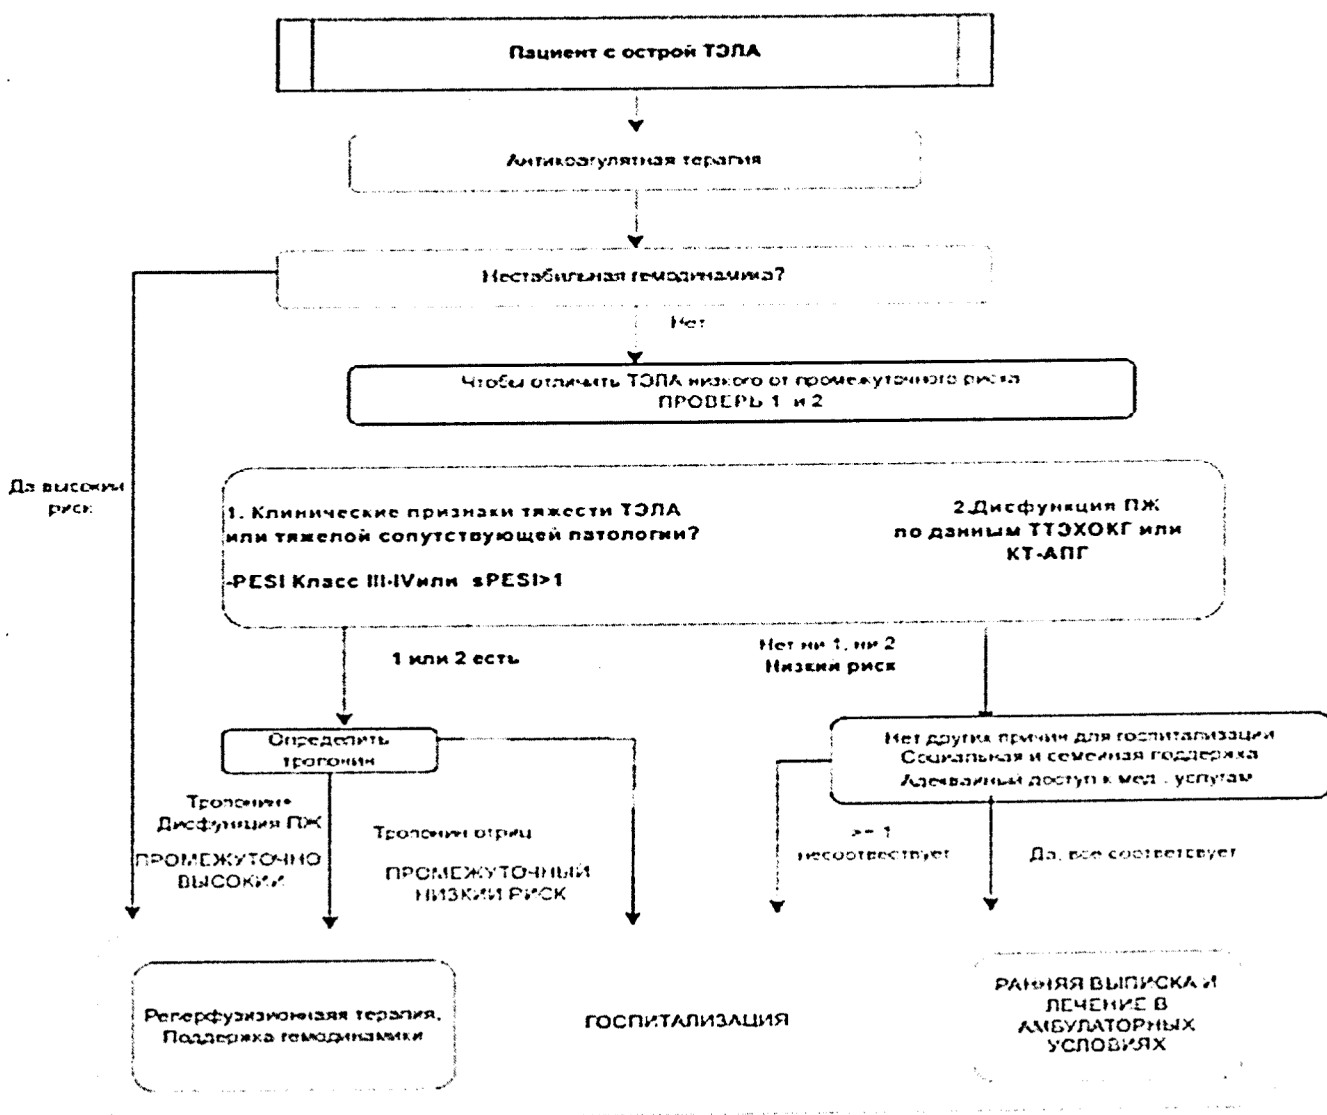 Пациент с острой ТЭЛА
Антикоагулятная терапия
Нестабильная гемодинамика?
Нет
Чтобы отличить ТЭЛА низкого от промежуточного риска
ПРОВЕРЬ 1 и 2
Да высокий
риск
1. Клинические признаки тяжести ТЭЛА
или тяжелой сопутствующей патологии?
-PESI Класс III-IVили sPESI>1
2.Дисфункция ПЖ
по данным ТТЭХОКГ или
КТ-АПГ
1 или 2 есть
Нет ни 1, ни 2
Низкий риск
Определить
тропонин
Нет других причин для госпитализации
Социальная и семейная поддержка
Адекваиный доступ к мед . услугам
Тропонин+
Дисфункция ПЖ
ПРОМЕЖУТОЧНО
ВЫСОКИЙ
Тропонин отриц
ПРОМЕЖУТОЧНЫЙ
НИЗКИЙ РИСК
>= 1
несоотвествует
Да, все соответсвует
Реперфузизионнаяя терапия,
Поддержка гемодинамики
ГОСПИТАЛИЗАЦИЯ
РАННЯЯ ВЫПИСКА И
ЛЕЧЕНИЕ В
АМБУЛАТОРНЫХ
УСЛОВИЯХ